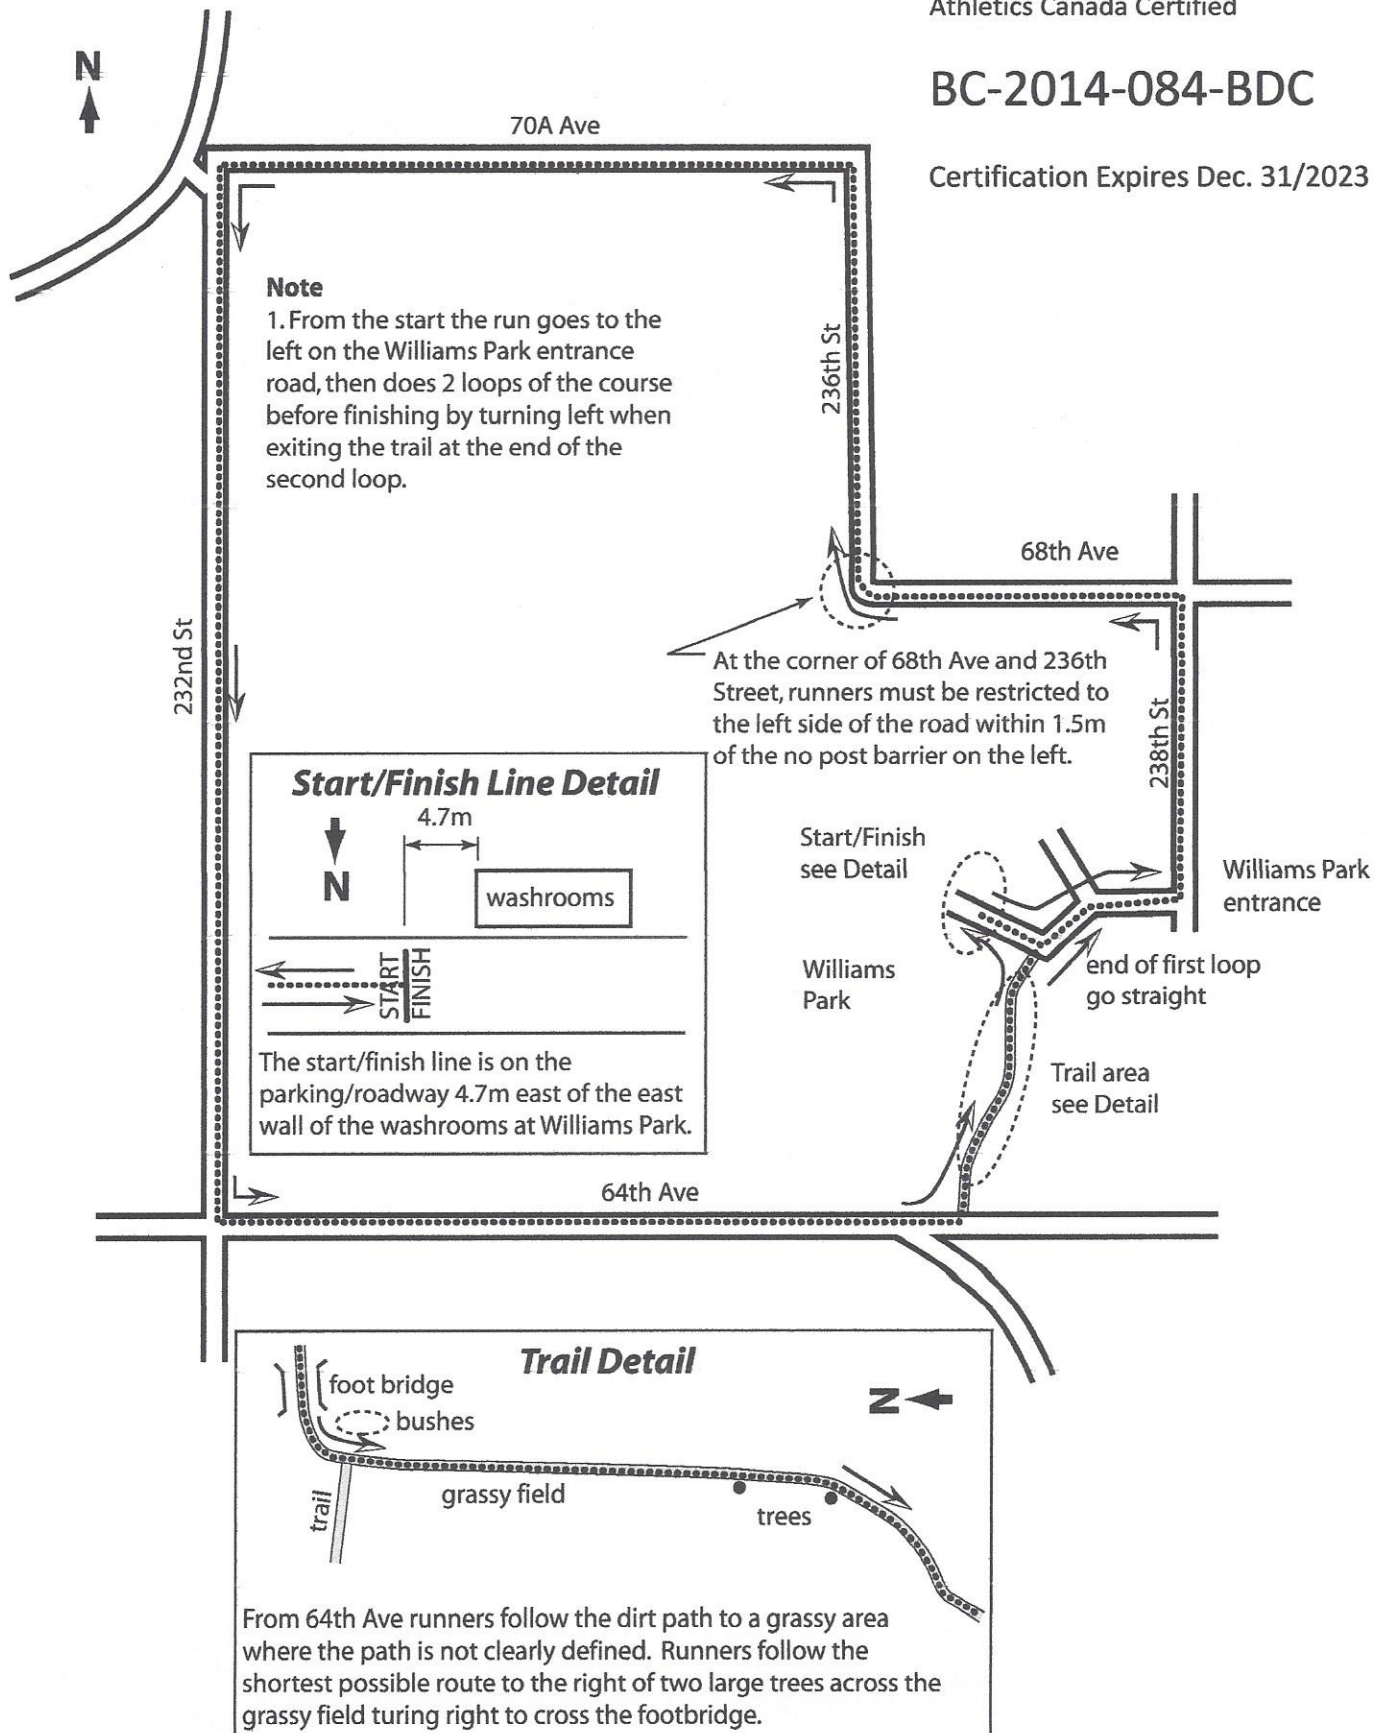 Athletics Canada Certified
BC-2014-084-BDC
Certification Expires Dec. 31/2023
N
70A Ave
Note
1. From the start the run goes to the
left on the Williams Park entrance
road, then does 2 loops of the course
before finishing by turning left when
exiting the trail at the end of the
second loop.
236th St
68th Ave
232nd St
At the corner of 68th Ave and 236th
Street, runners must be restricted to
the left side of the road within 1.5m
of the no post barrier on the left.
238th St
Start/Finish Line Detail
4.7m
N
washrooms
START
FINISH
The start/finish line is on the
parking/roadway 4.7m east of the east
wall of the washrooms at Williams Park.
Start/Finish
see Detail
Williams Park
entrance
Williams
Park
end of first loop
go straight
Trail area
see Detail
64th Ave
Trail Detail
foot bridge
bushes
N
grassy field
trail
trees
From 64th Ave runners follow the dirt path to a grassy area
where the path is not clearly defined. Runners follow the
shortest possible route to the right of two large trees across the
grassy field turing right to cross the footbridge.